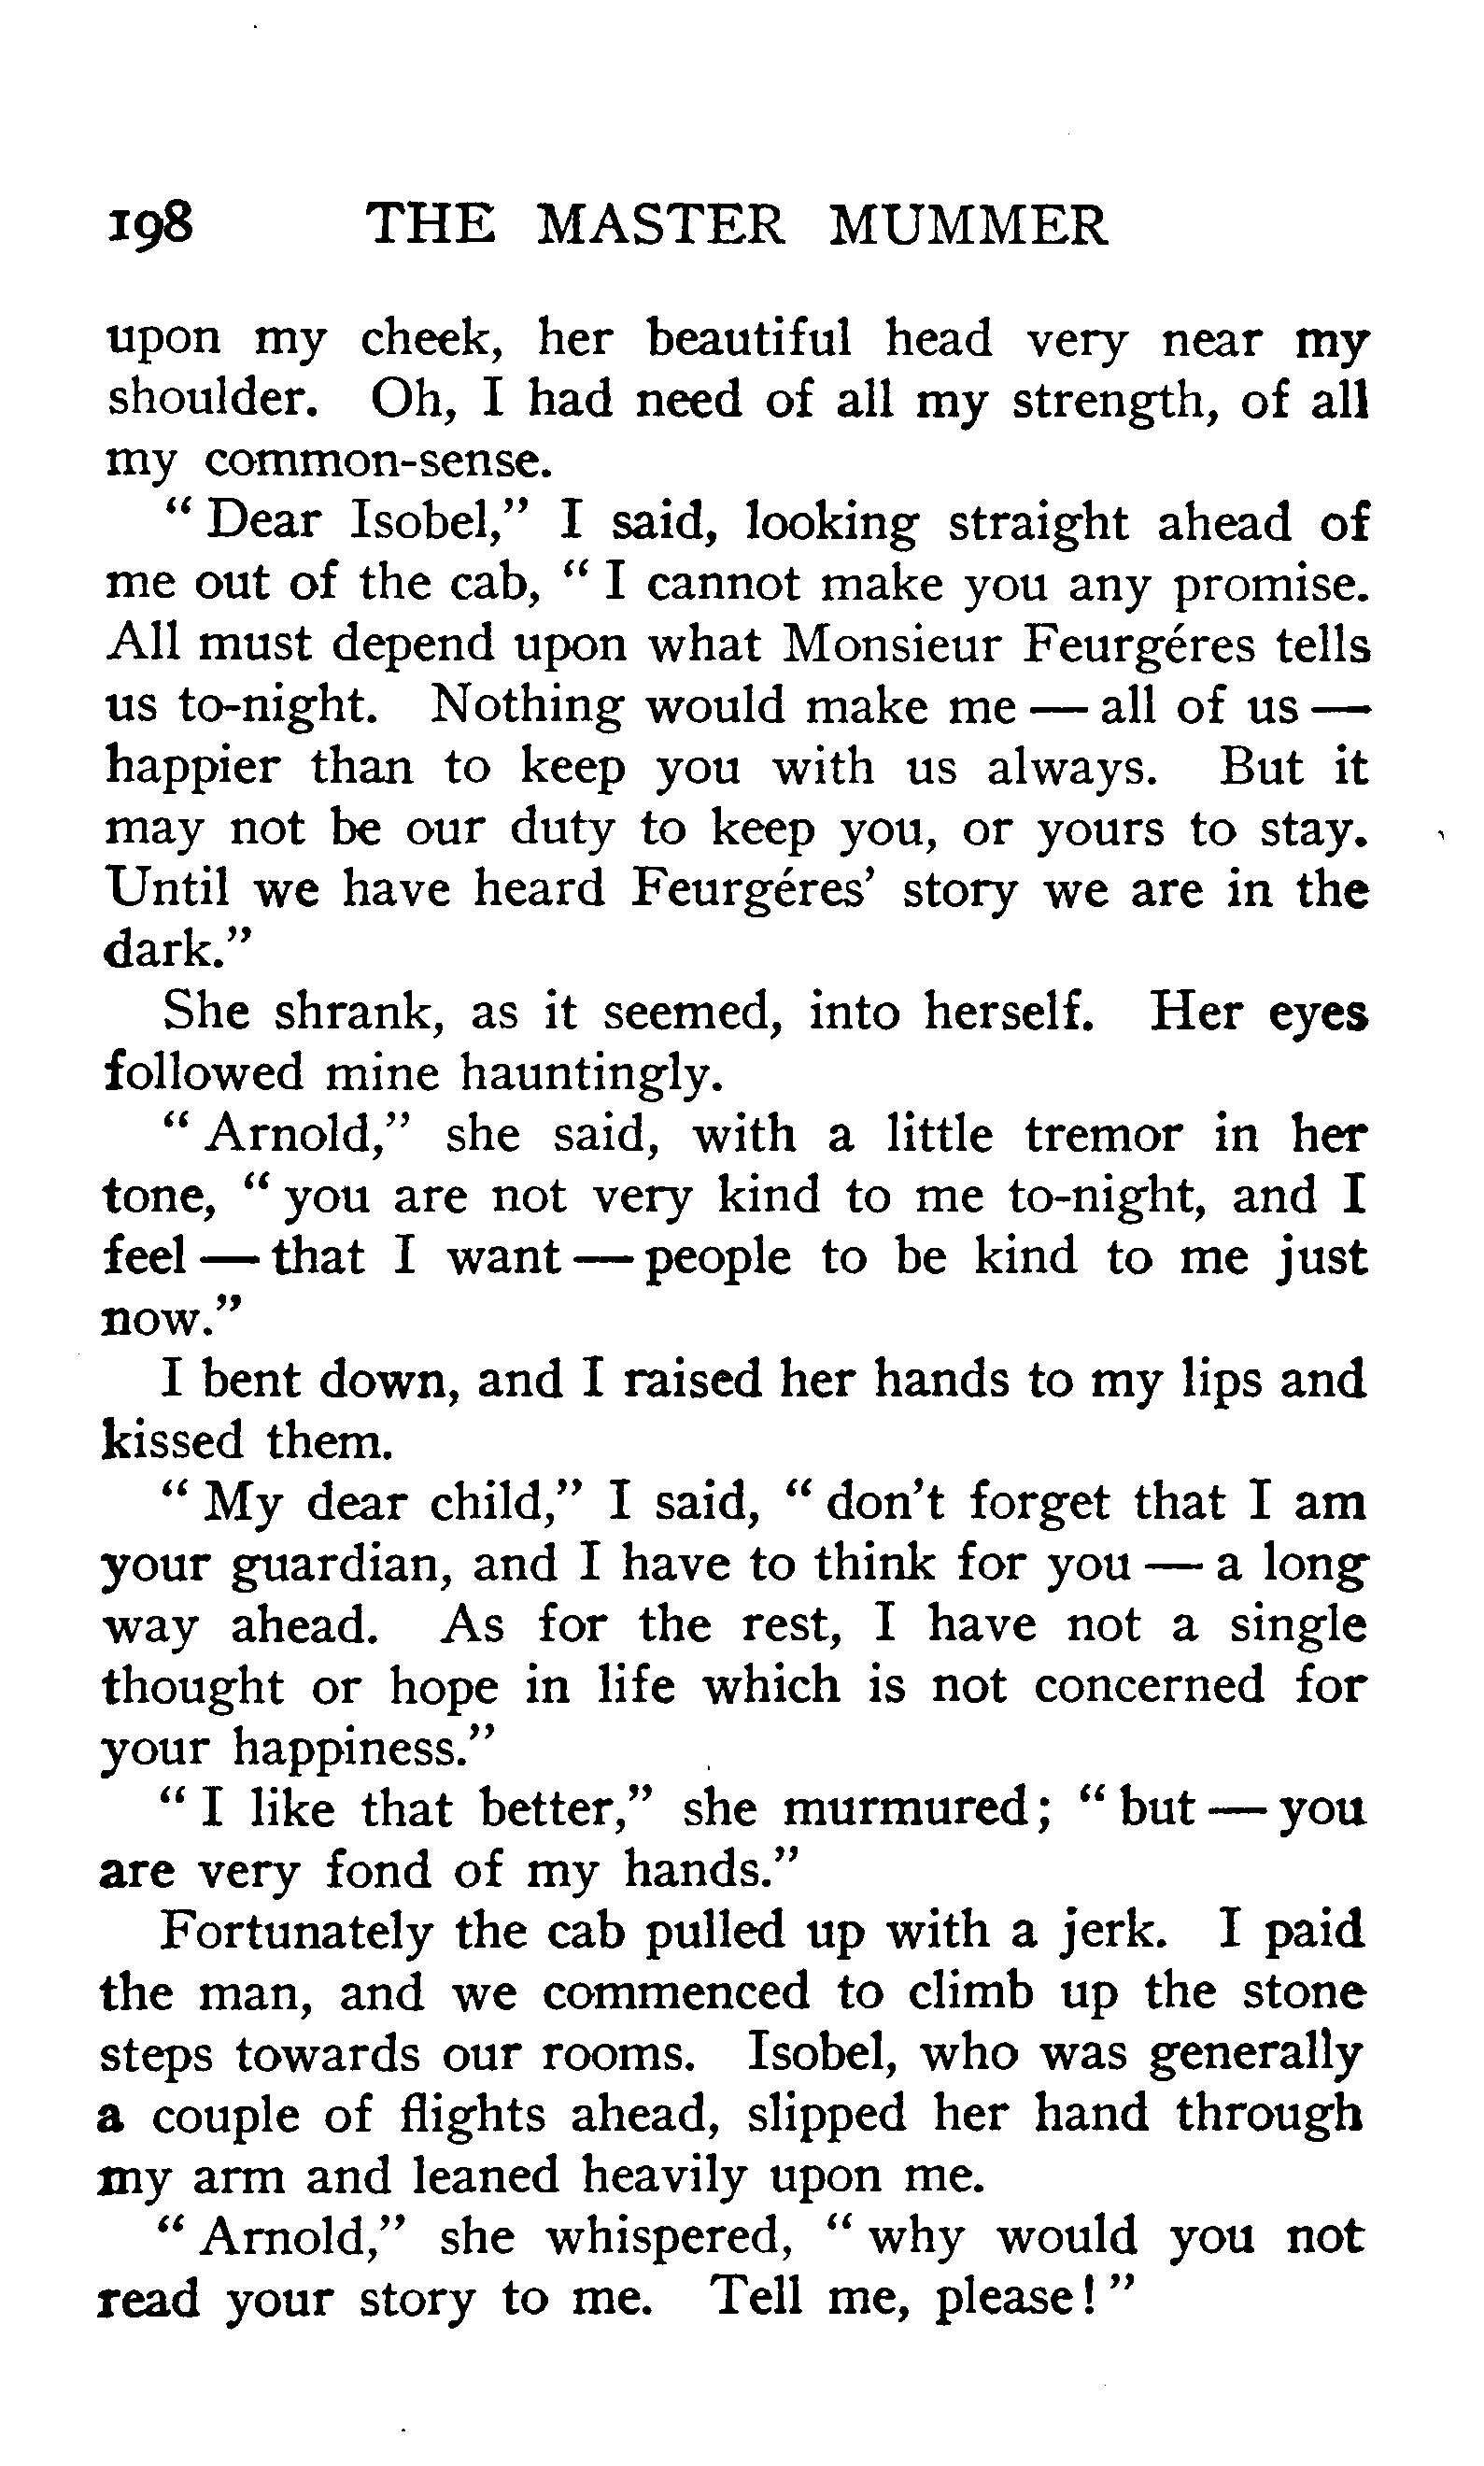 198 THE MASTER MUMMER
upon my cheek, her beautiful head very near my
shoulder. Oh, I had need of all my strength, of all
my common-sense.
" Dear Isobel," I said, looking straight ahead of
me out of the cab, " I cannot make you any promise.
All must depend upon what Monsieur Feurgéres tells
us to-night. Nothing would make me — all of us —
happier than to keep you with us always. But it
may not be our duty to keep you, or yours to stay.
Until we have heard Feurgéres' story we are in the
dark."
She shrank, as it seemed, into herself. Her eyes
followed mine hauntingly.
" Arnold," she said, with a little tremor in her
tone, " you are not very kind to me to-night, and I
feel — that I want — people to be kind to me just
now."
I bent down, and I raised her hands to my lips and
kissed them.
" My dear child," I said, " don't forget that I am
your guardian, and I have to think for you — a long
way ahead. As for the rest, I have not a single
thought or hope in life which is not concerned for
your happiness."
" I like that better," she murmured; " but — you
are very fond of my hands."
Fortunately the cab pulled up with a jerk. I paid
the man, and we commenced to climb up the stone
steps towards our rooms. Isobel, who was generally
a couple of flights ahead, slipped her hand through
my arm and leaned heavily upon me.
" Arnold," she whispered, " why would you not
read your story to me. Tell me, please! "